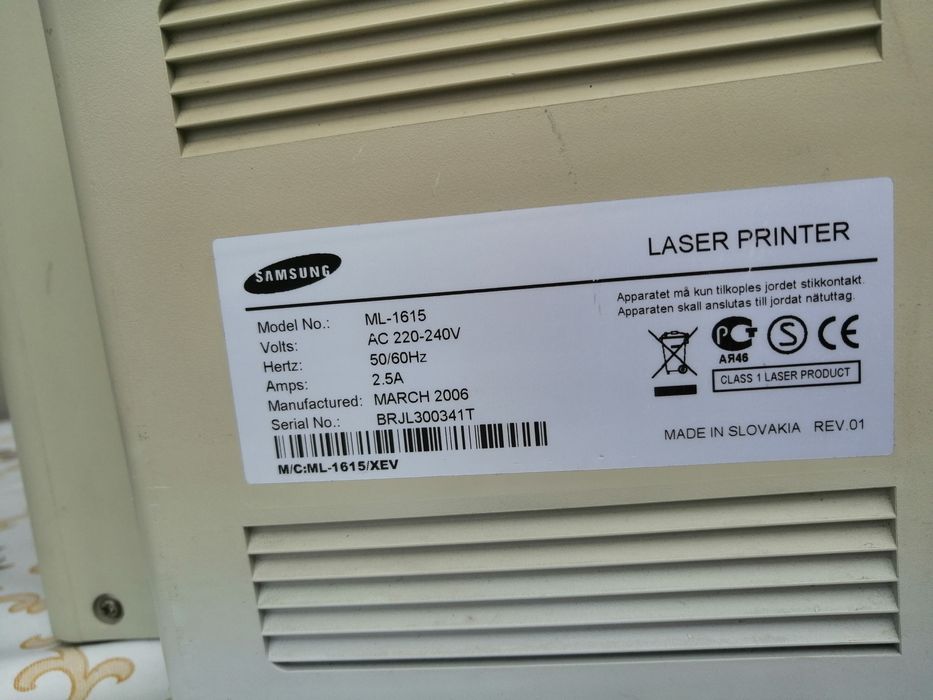 LASER PRINTER
SAMSUNG
Model No.: ML-1615
Volts: AC 220-240V
Hertz: 50/60Hz
Amps: 2.5A
Manufactured: MARCH 2006
Serial No.: BRJL300341T
M/C:ML-1615/XEV
Apparatet må kun tilkoples jordet stikkontakt.
Apparaten skall anslutas till jordat nätuttag.
РСТ S CE
АЯ46
CLASS 1 LASER PRODUCT
MADE IN SLOVAKIA REV.01